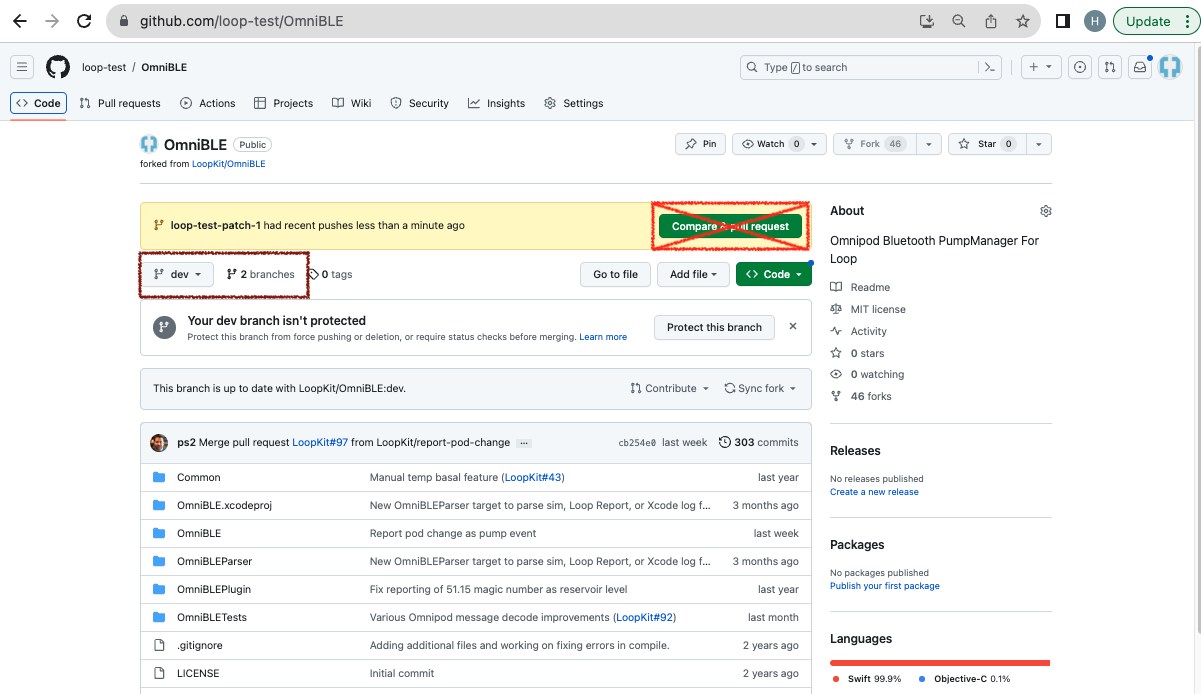 github.com/loop-test/OmniBLE
H
Update
loop-test / OmniBLE
Type / to search
Code
Pull requests
Actions
Projects
Wiki
Security
Insights
Settings
OmniBLE
Public
forked from LoopKit/OmniBLE
Pin
Watch 0
Fork 46
Star 0
loop-test-patch-1 had recent pushes less than a minute ago
Compare & pull request
dev
2 branches
0 tags
Go to file
Add file
Code
Your dev branch isn't protected
Protect this branch from force pushing or deletion, or require status checks before merging. Learn more
Protect this branch
This branch is up to date with LoopKit/OmniBLE:dev.
Contribute
Sync fork
ps2 Merge pull request LoopKit#97 from LoopKit/report-pod-change ...
cb254e0 last week
303 commits
Common Manual temp basal feature (LoopKit#43) last year
OmniBLE.xcodeproj New OmniBLEParser target to parse sim, Loop Report, or Xcode log f... 3 months ago
OmniBLE Report pod change as pump event last week
OmniBLEParser New OmniBLEParser target to parse sim, Loop Report, or Xcode log f... 3 months ago
OmniBLEPlugin Fix reporting of 51.15 magic number as reservoir level last year
OmniBLETests Various Omnipod message decode improvements (LoopKit#92) last month
.gitignore Adding additional files and working on fixing errors in compile. 2 years ago
LICENSE Initial commit 2 years ago
About
Omnipod Bluetooth PumpManager For
Loop
Readme
MIT license
Activity
0 stars
0 watching
46 forks
Releases
No releases published
Create a new release
Packages
No packages published
Publish your first package
Languages
Swift 99.9%
Objective-C 0.1%